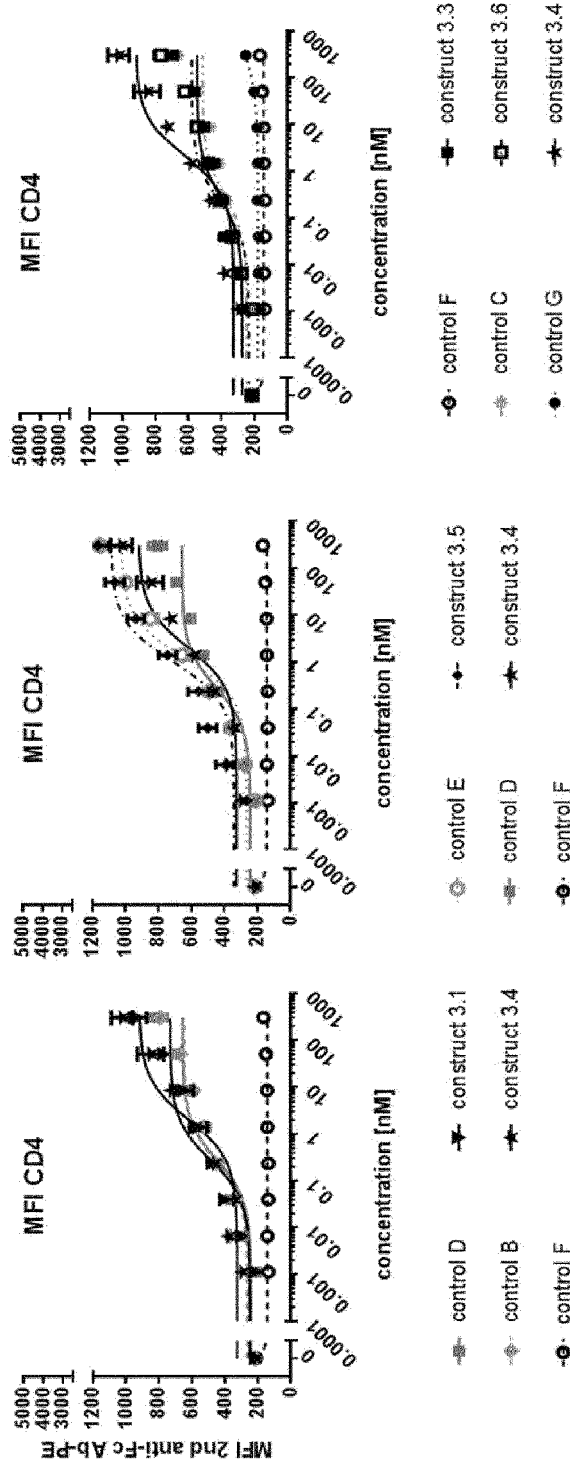 MFI CD4
MFI 2nd anti-Fc Ab-PE
5000
4000
3000
1200
1000
800
600
400
200
0
0 0.0001 0.001 0.01 0.1 1 10 100 1000
concentration [nM]
control D
construct 3.1
control B
construct 3.4
control F
MFI CD4
5000
4000
3000
1200
1000
800
600
400
200
0
0 0.0001 0.001 0.01 0.1 1 10 100 1000
concentration [nM]
control E
construct 3.5
control D
construct 3.4
control F
MFI CD4
5000
4000
3000
1200
1000
800
600
400
200
0
0 0.0001 0.001 0.01 0.1 1 10 100 1000
concentration [nM]
control F
construct 3.3
control C
construct 3.6
control G
construct 3.4